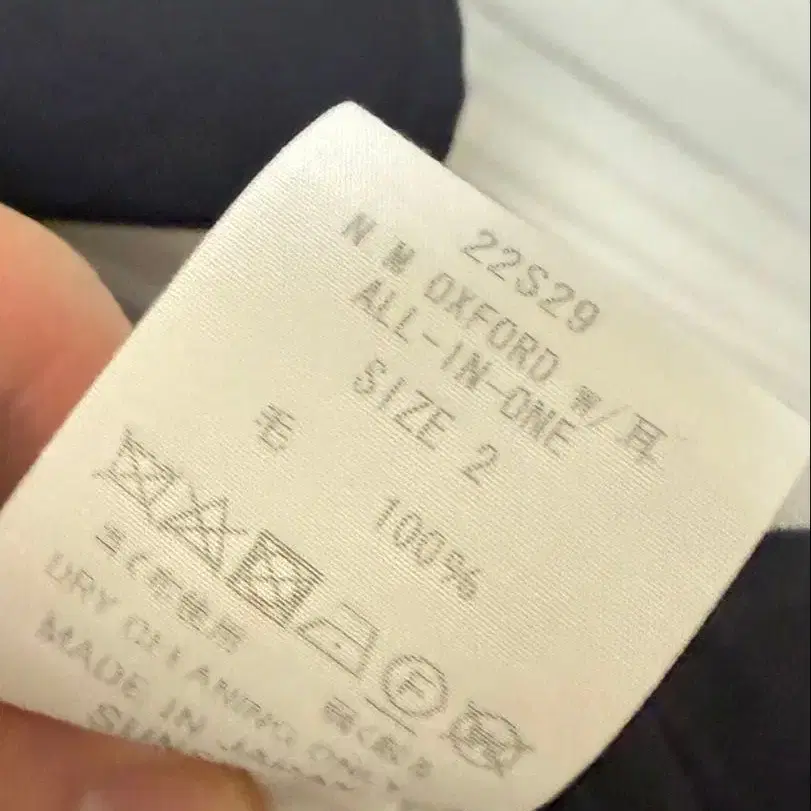 22S29
N.M OXFORD
ALL-IN-ONE
SIZE 2
毛 100%
DRY CLEANING ONLY
MADE IN JAPAN